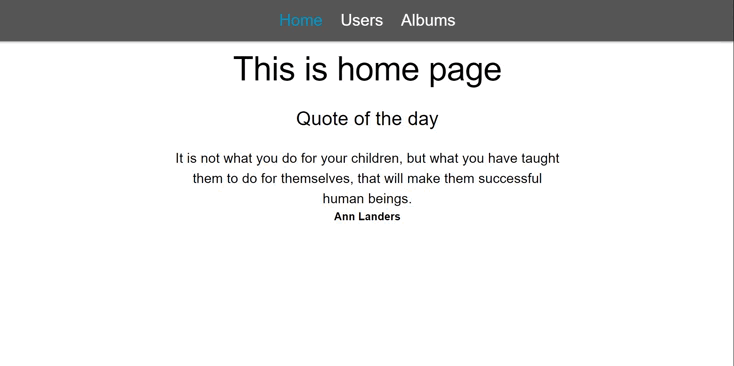 Home Users Albums
This is home page
Quote of the day
It is not what you do for your children, but what you have taught
them to do for themselves, that will make them successful
human beings.
Ann Landers